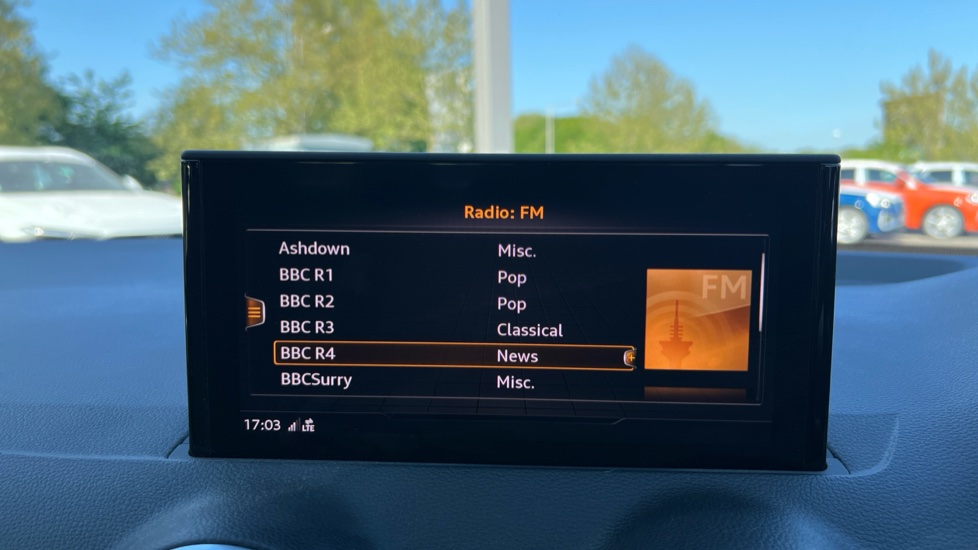 Radio: FM
Ashdown Misc.
BBC R1 Pop
BBC R2 Pop
BBC R3 Classical
BBC R4 News
BBCSurry Misc.
FM
17:03 LTE